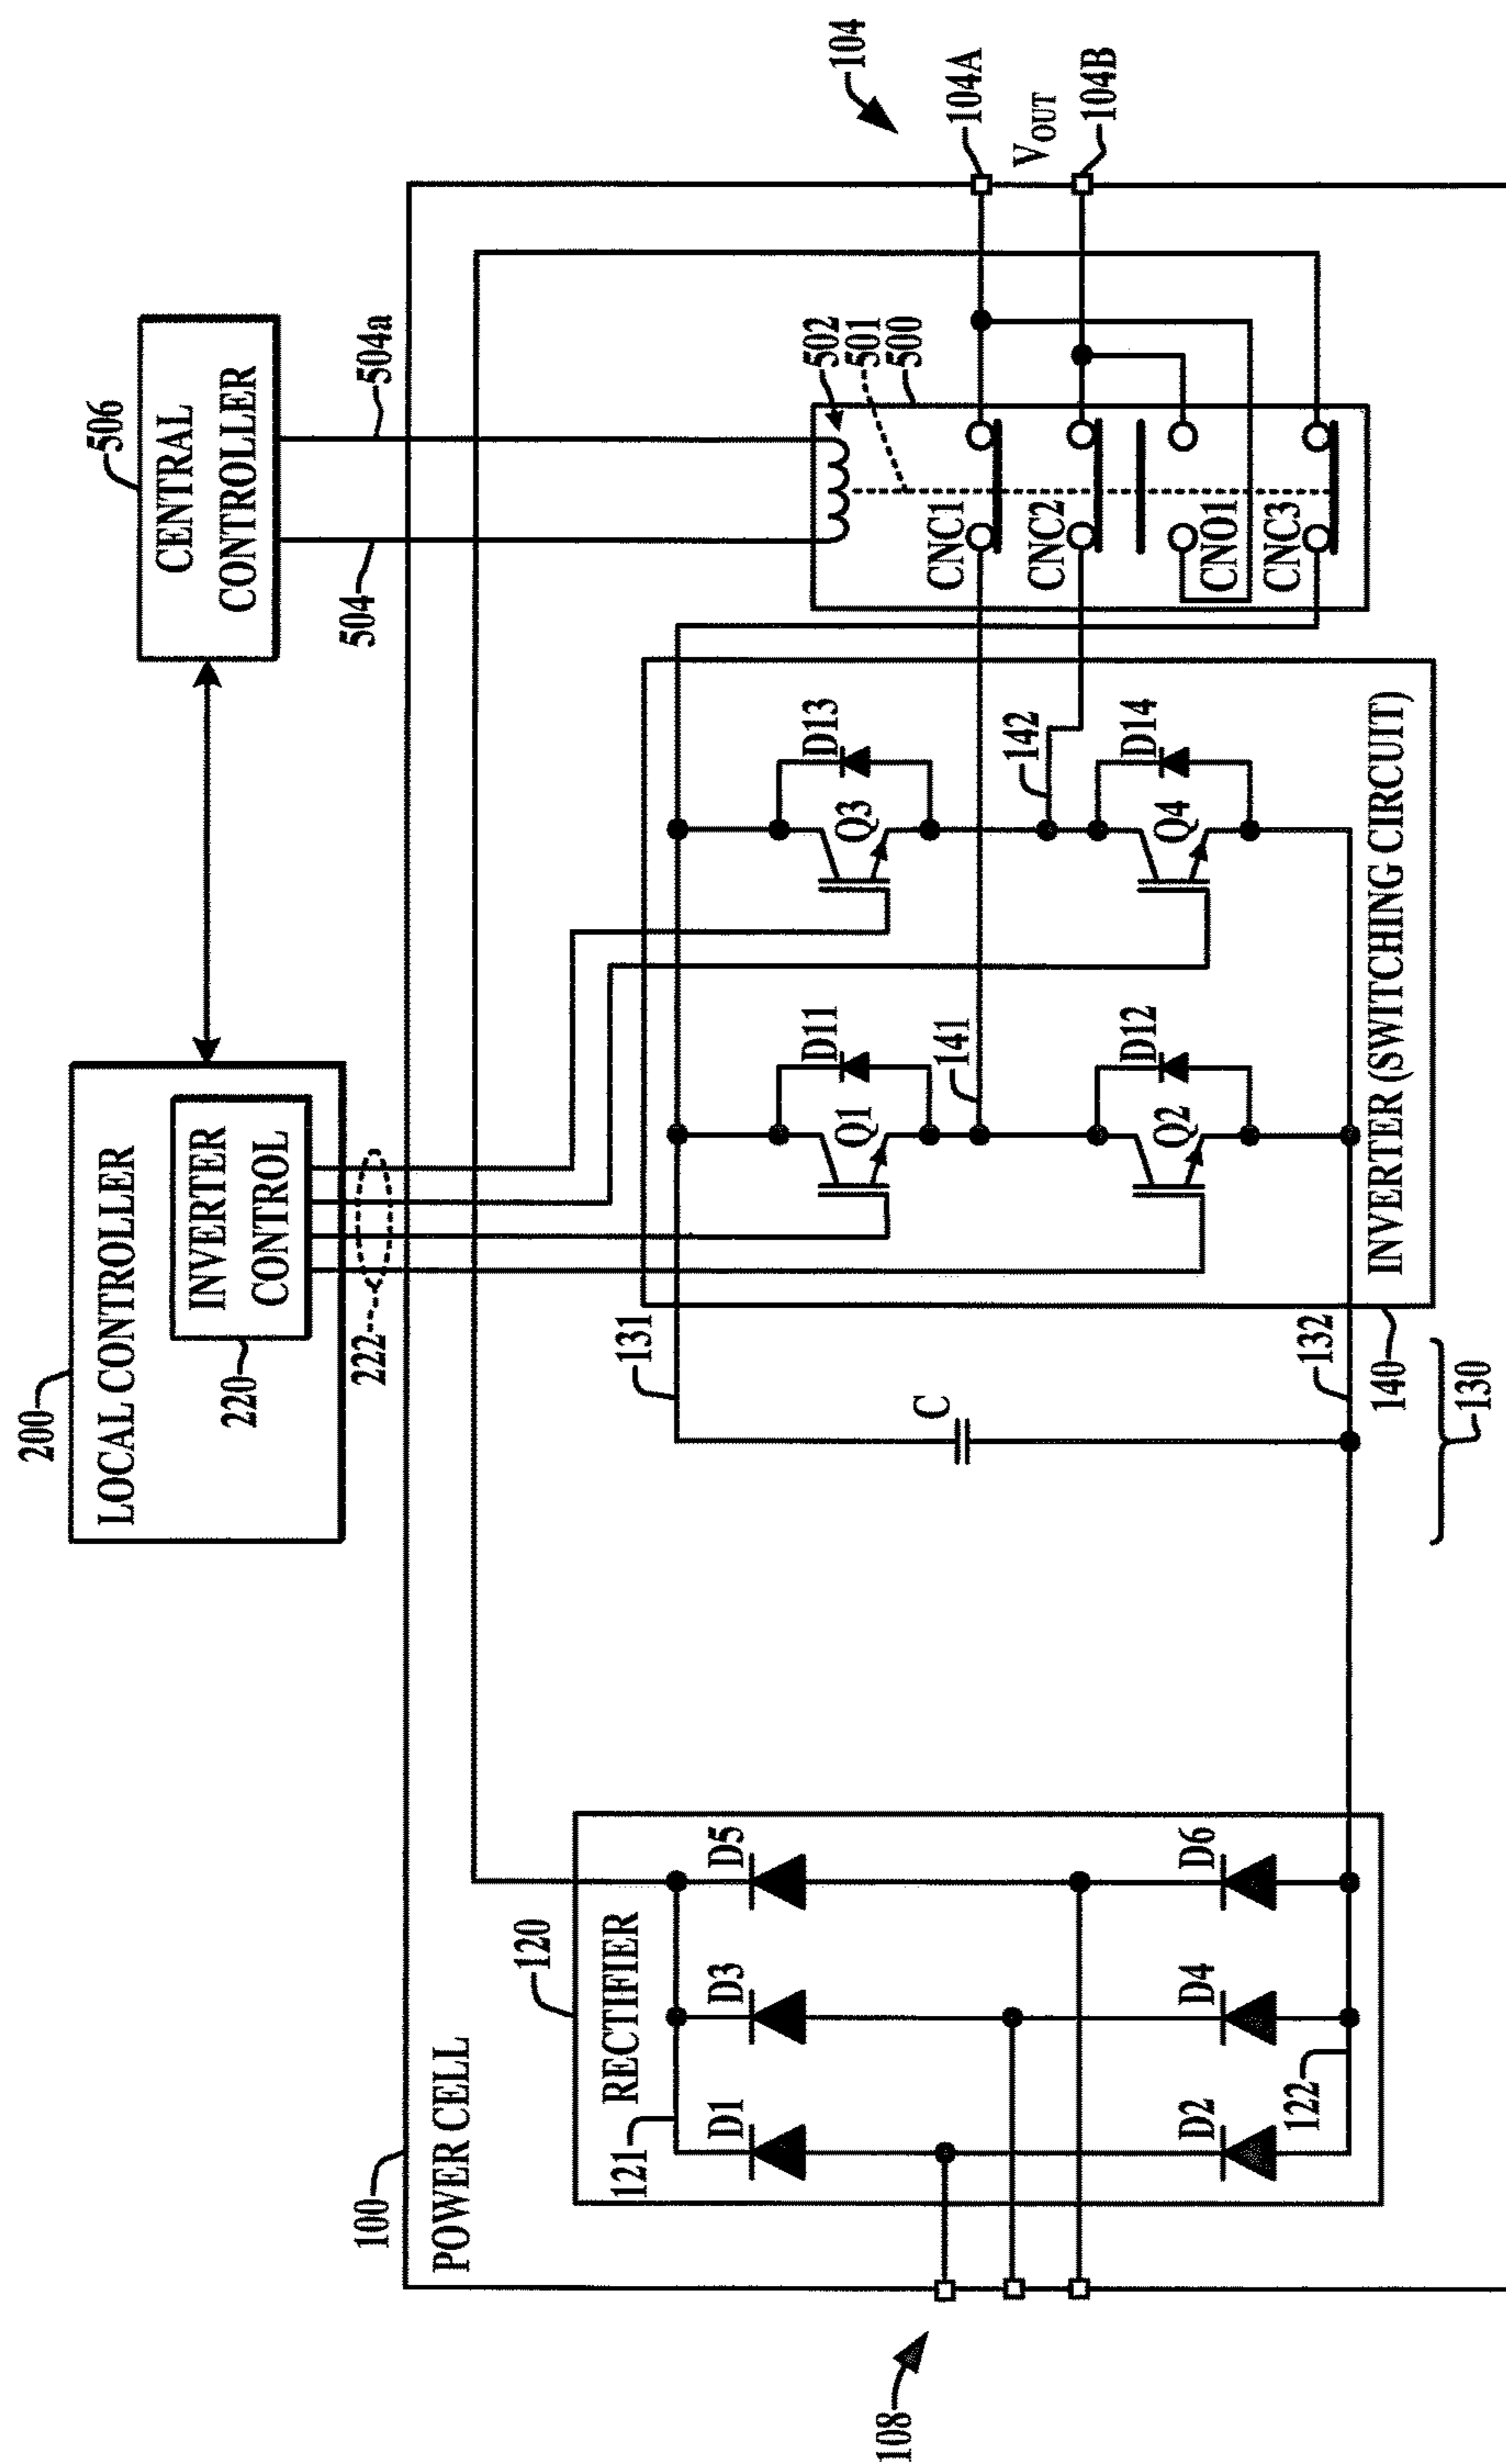 200
LOCAL CONTROLLER
INVERTER
CONTROL
220
222
506
CENTRAL
CONTROLLER
504
504a
100
POWER CELL
120
RECTIFIER
121
D1
D3
D5
D2
D4
D6
122
108
131
C
132
130
140
INVERTER (SWITCHING CIRCUIT)
Q1
D11
141
Q2
D12
Q3
D13
142
Q4
D14
502
501
500
CNC1
CNC2
CNO1
CNC3
104
104A
VOUT
104B